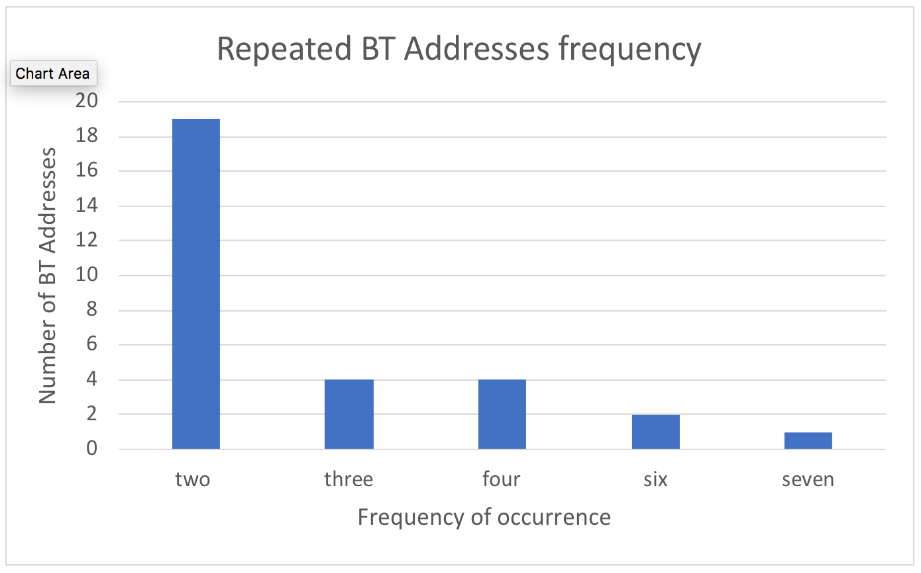 Repeated BT Addresses frequency
Chart Area
Number of BT Addresses
20
18
16
14
12
10
8
6
4
2
0
two three four six seven
Frequency of occurrence